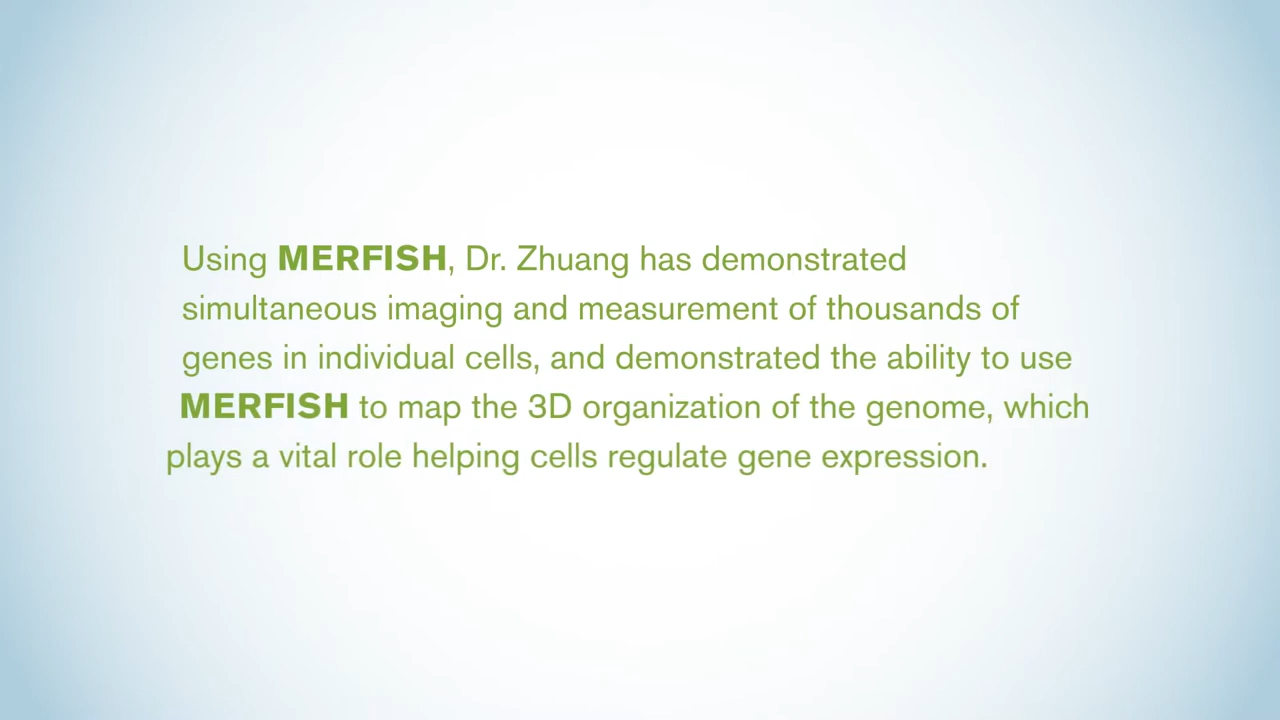 Using MERFISH, Dr. Zhuang has demonstrated
simultaneous imaging and measurement of thousands of
genes in individual cells, and demonstrated the ability to use
MERFISH to map the 3D organization of the genome, which
plays a vital role helping cells regulate gene expression.